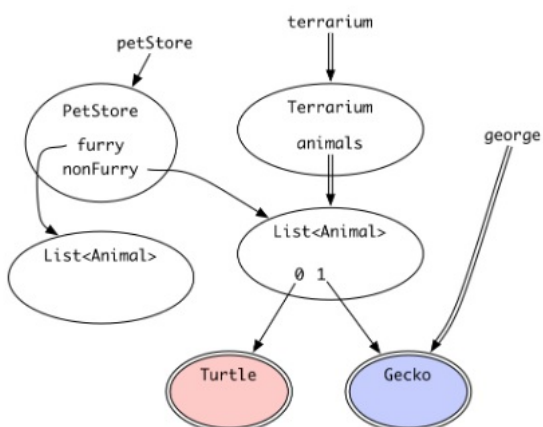 terrarium
petStore
PetStore
furry
nonFurry
Terrarium
animals
george
List<Animal>
List<Animal>
0 1
Turtle
Gecko